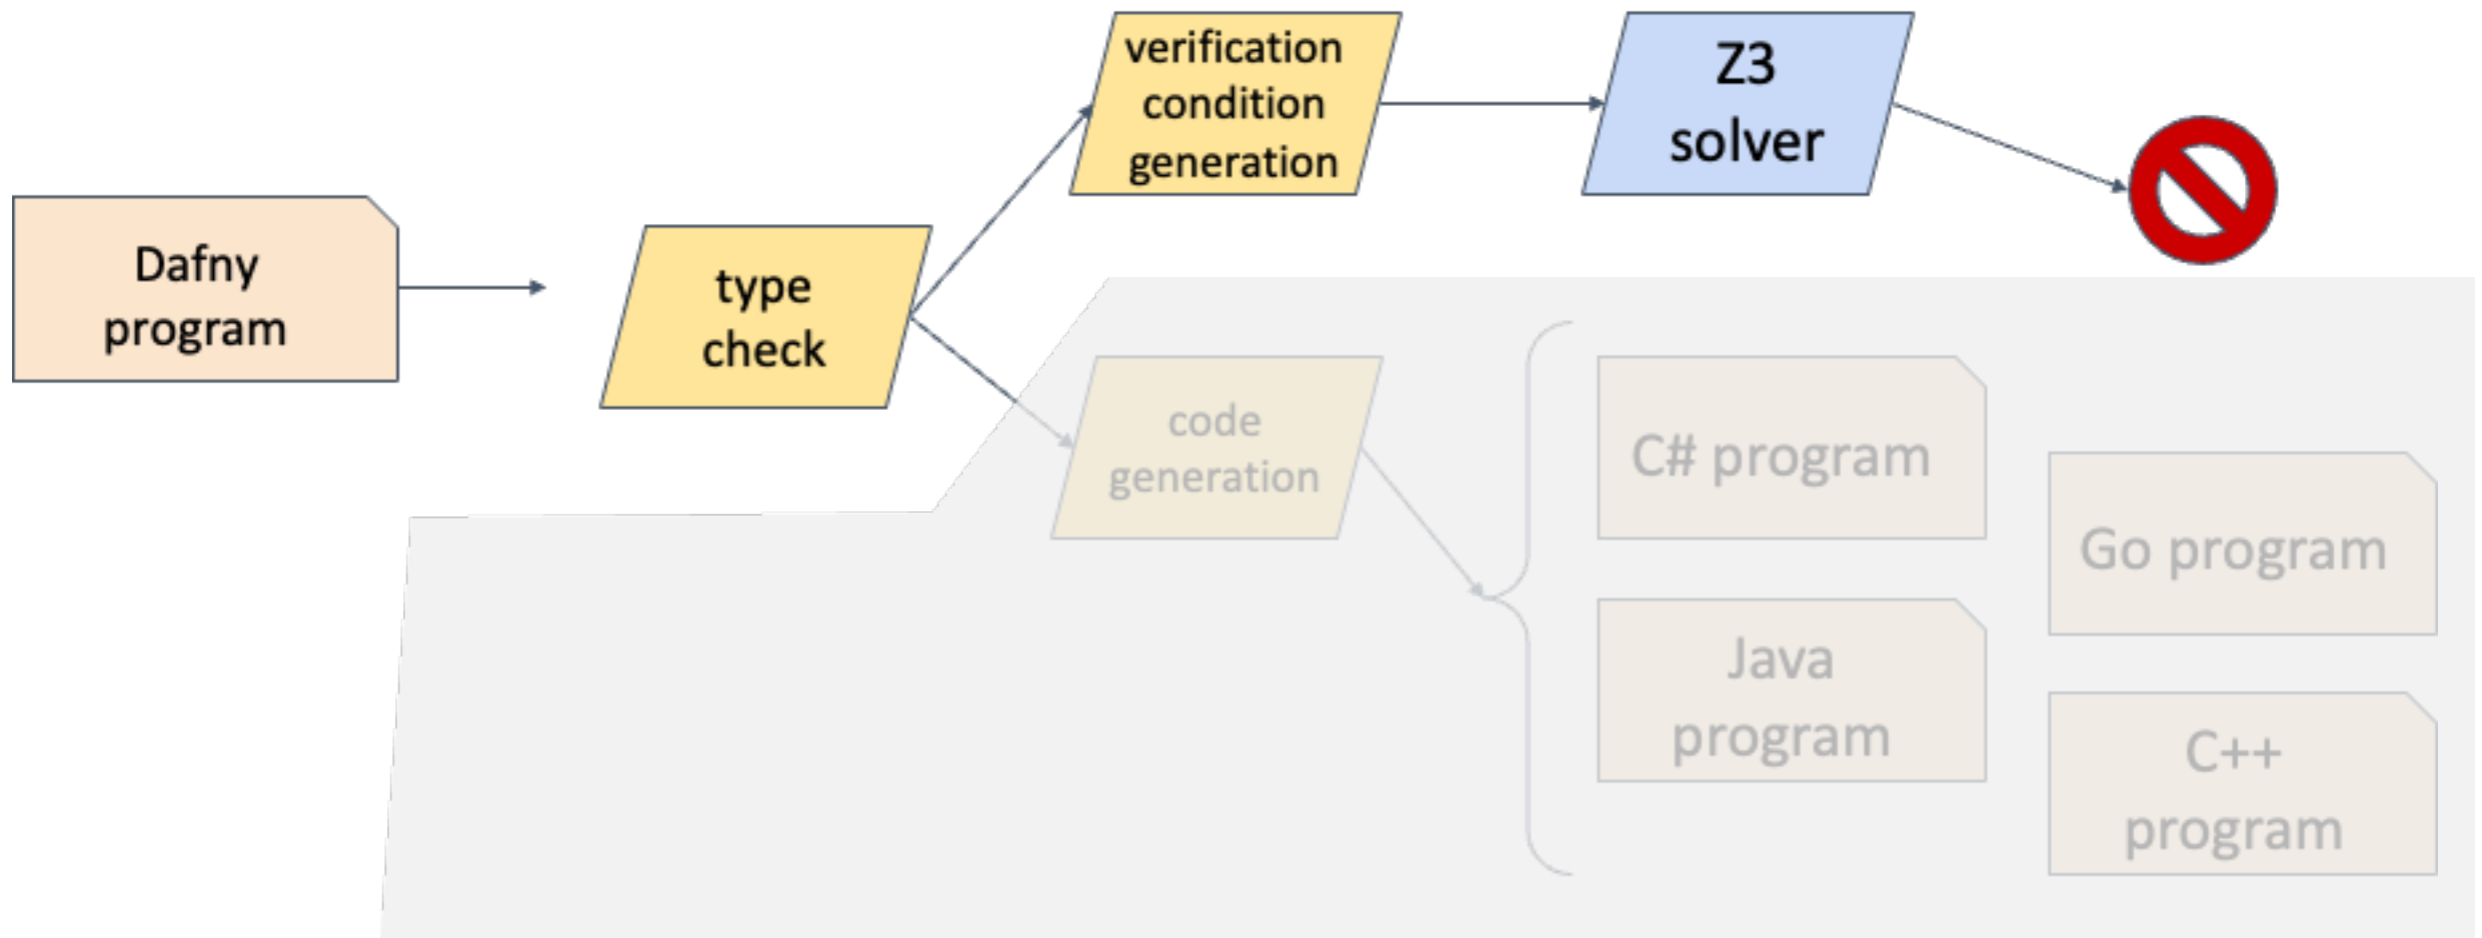 verification
condition
generation
Z3
solver
Dafny
program
type
check
code
generation
C# program
Go program
Java
program
C++
program